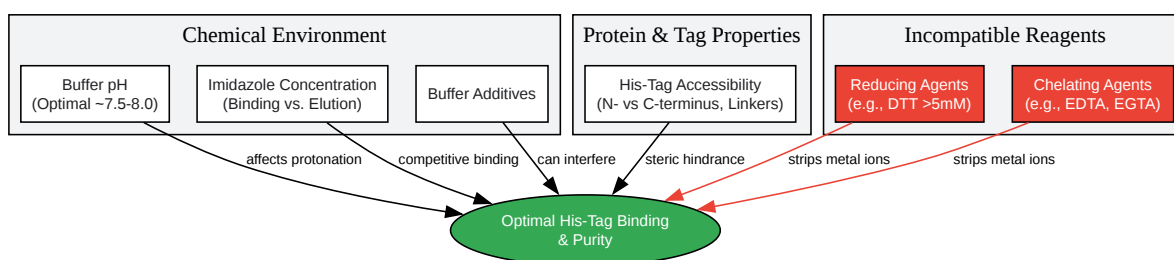 Chemical Environment
Protein & Tag Properties
Incompatible Reagents
Buffer pH
(Optimal ~7.5-8.0)
Imidazole Concentration
(Binding vs. Elution)
Buffer Additives
His-Tag Accessibility
(N- vs C-terminus, Linkers)
Reducing Agents
(e.g., DTT >5mM)
Chelating Agents
(e.g., EDTA, EGTA)
affects protonation
competitive binding
can interfere
steric hindrance
strips metal ions
strips metal ions
Optimal His-Tag Binding
& Purity